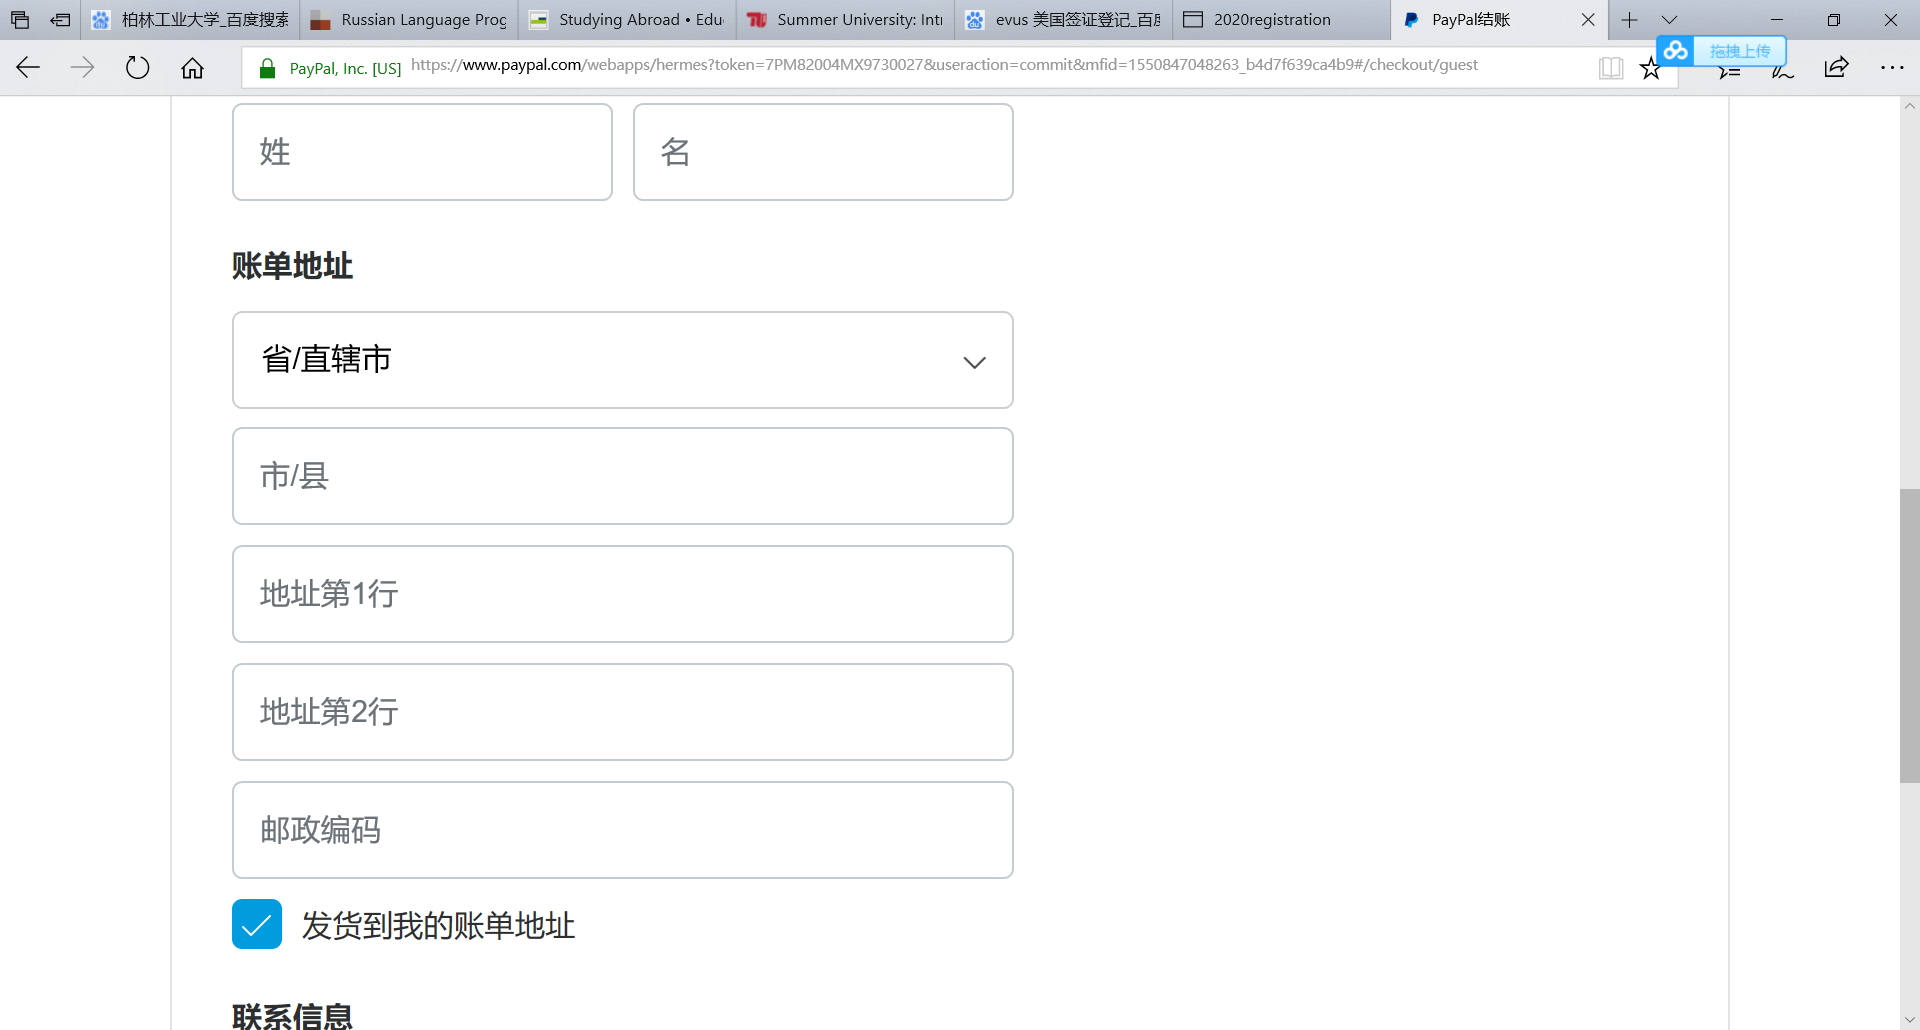 柏林工业大学_百度搜索
Russian Language Prog
Studying Abroad • Edu
Summer University: Int
evus 美国签证登记_百度
2020registration
PayPal结账
PayPal, Inc. [US]
https://www.paypal.com/webapps/hermes?token=7PM82004MX9730027&useraction=commit&mfid=1550847048263_b4d7f639ca4b9#/checkout/guest
拖拽上传
姓
名
账单地址
省/直辖市
市/县
地址第1行
地址第2行
邮政编码
发货到我的账单地址
联系信息